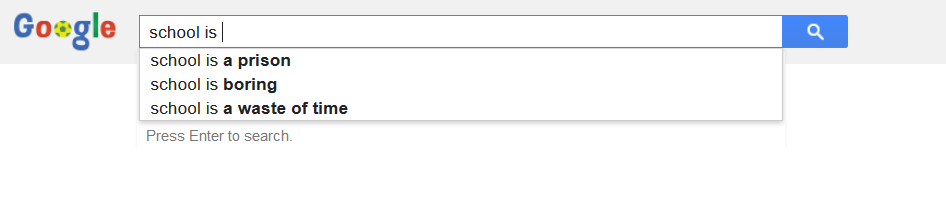 Google
school is
school is a prison
school is boring
school is a waste of time
Press Enter to search.